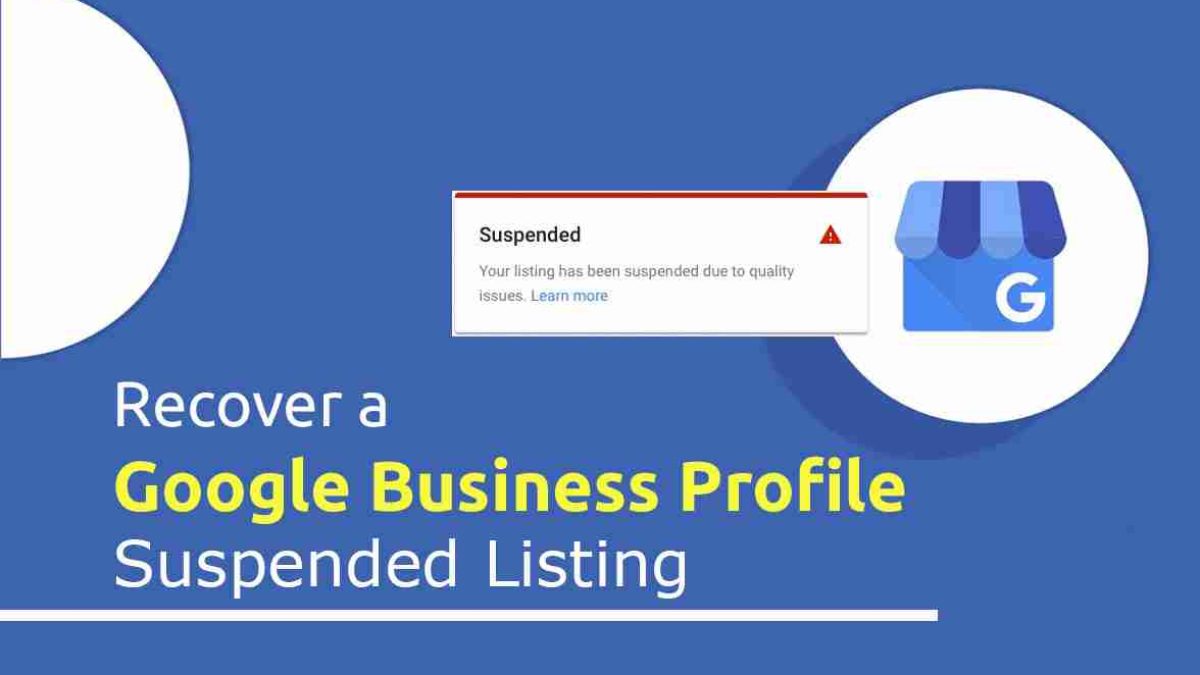 Suspended
Your listing has been suspended due to quality
issues. Learn more
G
Recover a
Google Business Profile
Suspended Listing